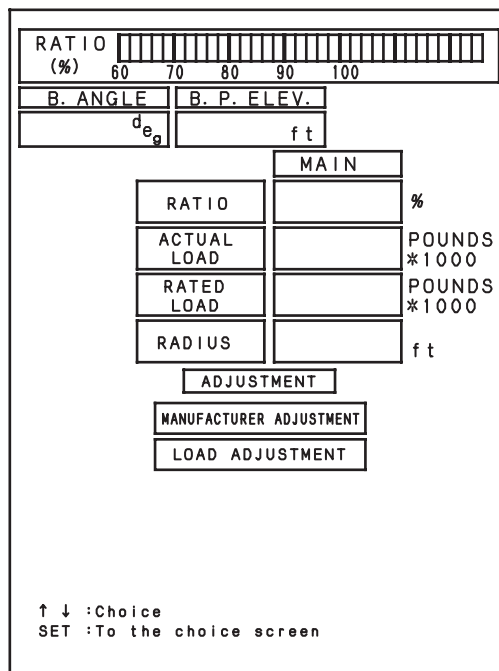 RATIO
(%)
60 70 80 90 100
B. ANGLE B. P. ELEV.
deg ft
MAIN
RATIO %
ACTUAL LOAD POUNDS *1000
RATED LOAD POUNDS *1000
RADIUS ft
ADJUSTMENT
MANUFACTURER ADJUSTMENT
LOAD ADJUSTMENT
↑ ↓ :Choice
SET :To the choice screen